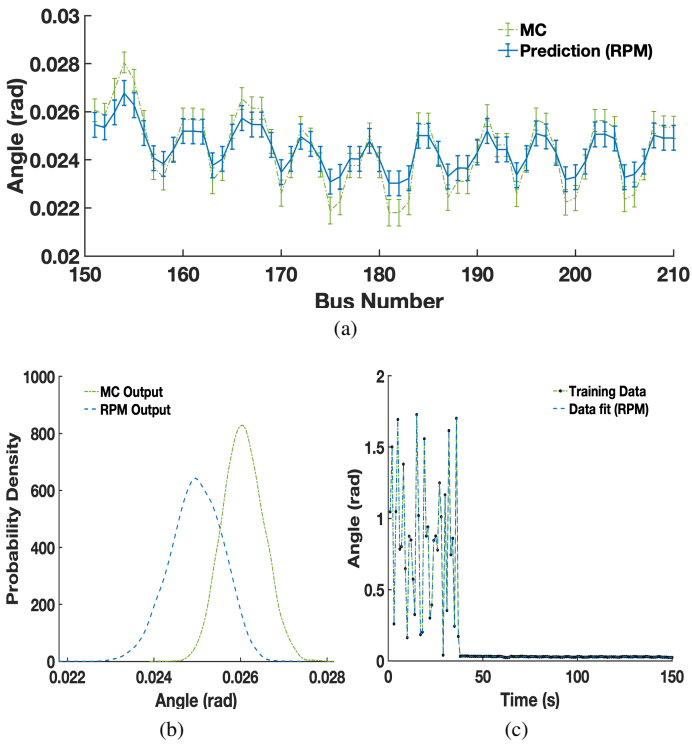 0.03
0.028
0.026
0.024
0.022
0.02
Angle (rad)
MC
Prediction (RPM)
150 160 170 180 190 200 210
Bus Number
(a)
1000
800
600
400
200
0
Probability Density
MC Output
RPM Output
0.022 0.024 0.026 0.028
Angle (rad)
(b)
2
1.5
1
0.5
0
Angle (rad)
Training Data
Data fit (RPM)
0 50 100 150
Time (s)
(c)